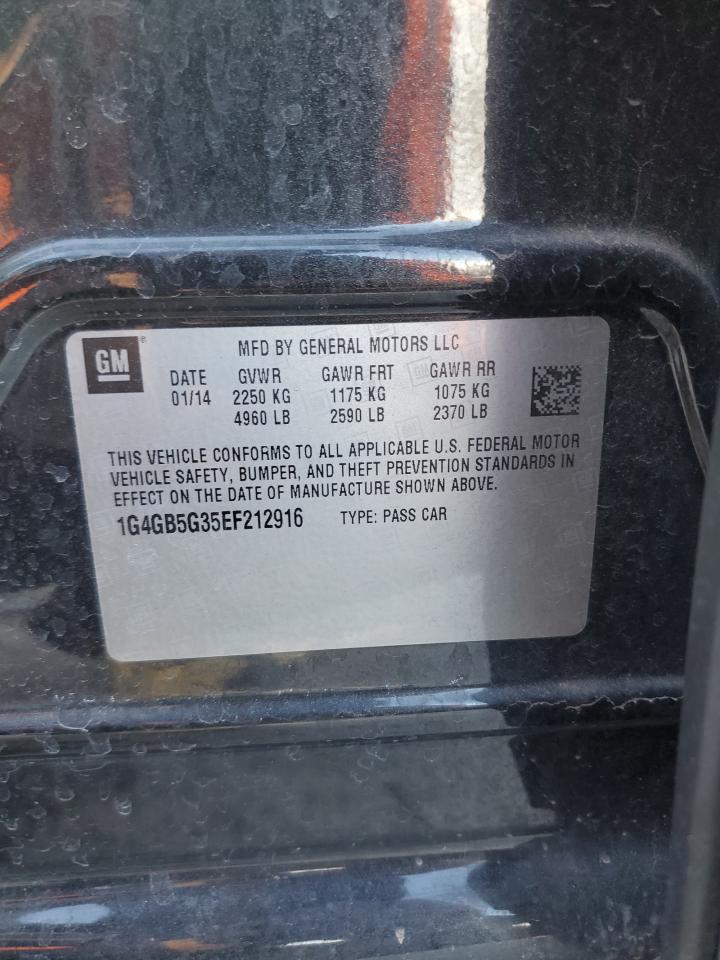 GM
MFD BY GENERAL MOTORS LLC
DATE GVWR GAWR FRT GAWR RR
01/14 2250 KG 1175 KG 1075 KG
4960 LB 2590 LB 2370 LB
THIS VEHICLE CONFORMS TO ALL APPLICABLE U.S. FEDERAL MOTOR
VEHICLE SAFETY, BUMPER, AND THEFT PREVENTION STANDARDS IN
EFFECT ON THE DATE OF MANUFACTURE SHOWN ABOVE.
1G4GB5G35EF212916 TYPE: PASS CAR